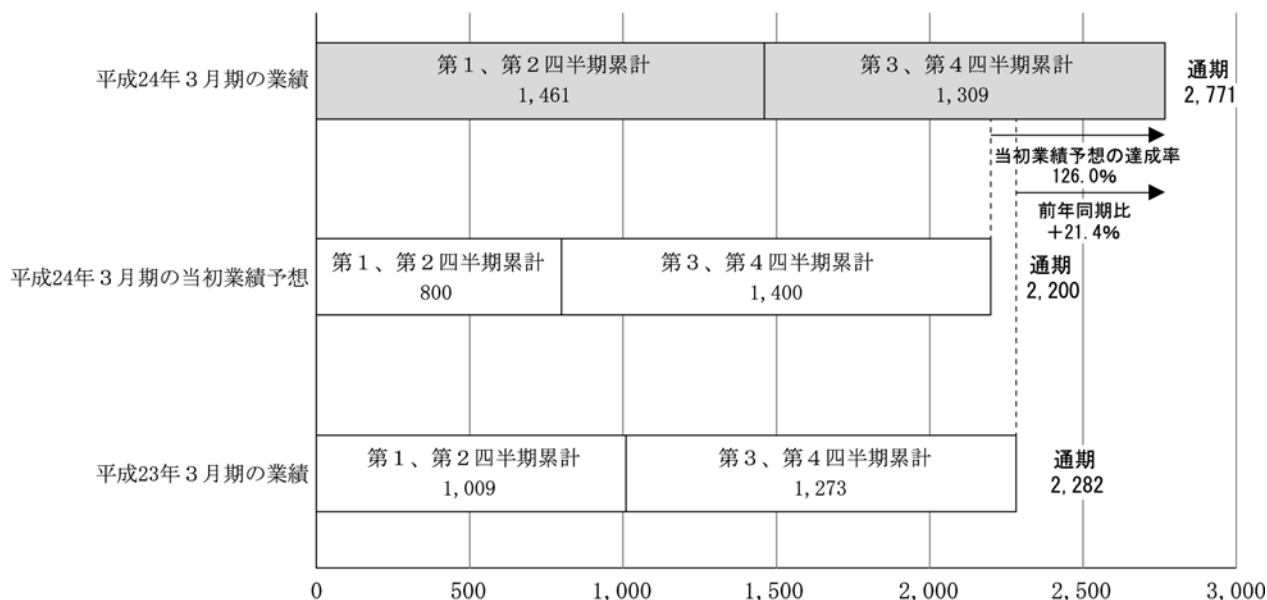 平成24年３月期の業績
第１、第２四半期累計
1,461
第３、第４四半期累計
1,309
通期
2,771
当初業績予想の達成率
126.0%
前年同期比
+21.4%
平成24年３月期の当初業績予想
第１、第２四半期累計
800
第３、第４四半期累計
1,400
通期
2,200
平成23年３月期の業績
第１、第２四半期累計
1,009
第３、第４四半期累計
1,273
通期
2,282
0 500 1,000 1,500 2,000 2,500 3,000